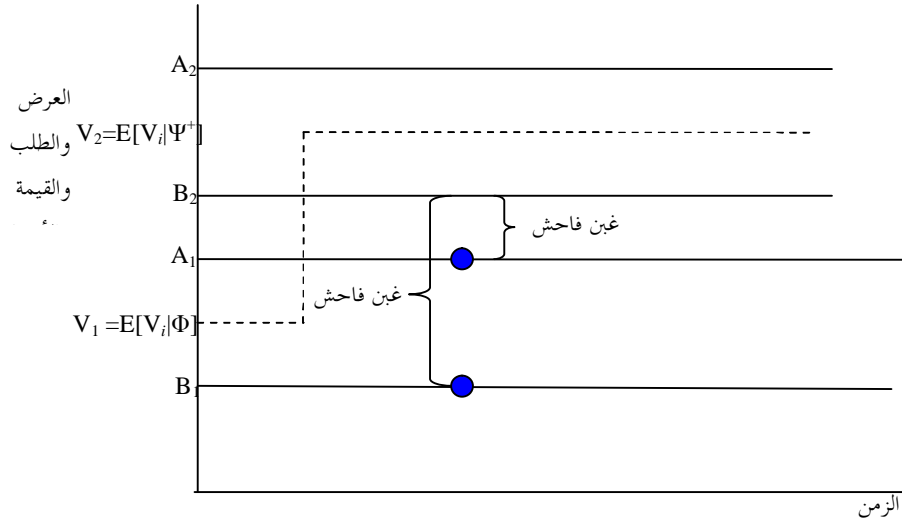 A₂
العرض
V₂=E[Vᵢ|Ψ⁺]
والطلب
والقيمة
B₂
غبن فاحش
A₁
غبن فاحش
V₁ =E[Vᵢ|Φ]
B₁
الزمن